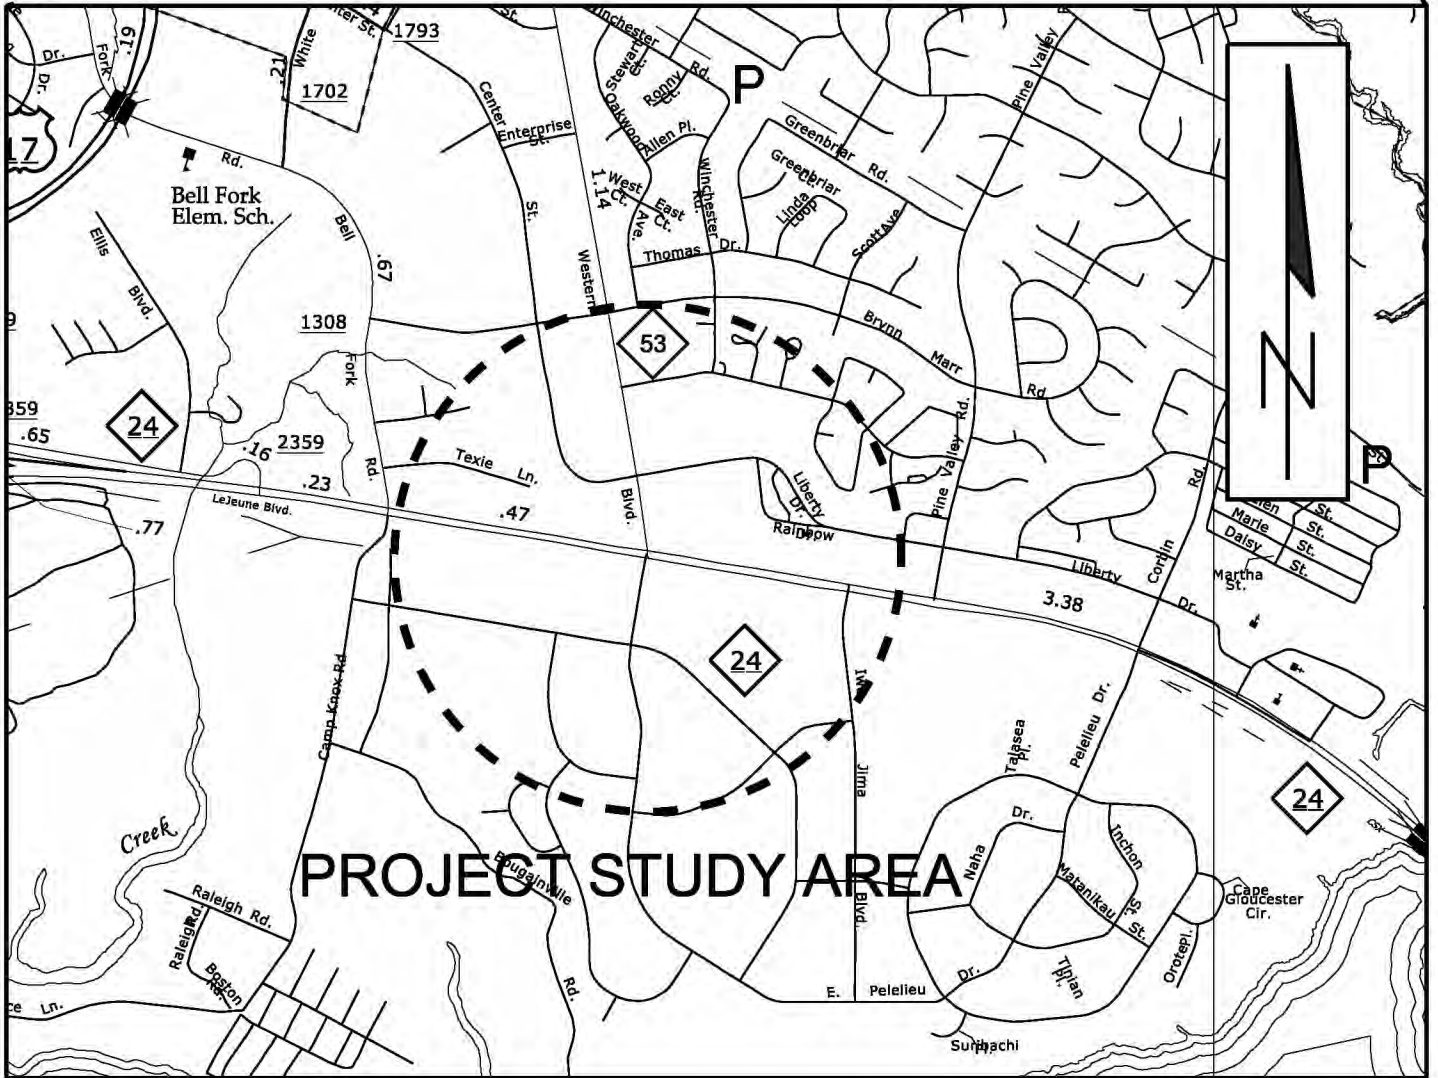 St.
1793
.19
Fork
Dr.
Dr.
.21
White
1702
17
Rd.
Bell Fork
Elem. Sch.
Center
St.
Enterprise
St.
1.14
Western
Blvd.
Winchester
Rd.
Stewart
Ct.
Ronny
Ct.
Oakwood
Ave.
Allen Pl.
Winchester
Rd.
West
Ct.
East
Ct.
P
Greenbriar Rd.
Greenbriar
Ct.
Linda
Loop
Scott Ave
Thomas Dr.
Pine Valley
Ellis
Blvd.
Bell
Fork
Rd.
.67
1308
53
Brynn
Marr
Rd
N
P
24
.65
.16
2359
.23
LeJeune Blvd.
.77
Texie Ln.
.47
Liberty
Dr.
Rainbow
Pine Valley Rd.
Corbin
Rd.
Liberty
Dr.
3.38
St.
Marie St.
Daisy St.
Martha
St.
24
Camp Knox Rd
Iwo
Jima
Blvd.
Pelelieu Dr.
Talasea
Pl.
24
Creek
Dr.
Naha
Inchon
St.
Matanikau
St.
PROJECT STUDY AREA
Bougainville
Rd.
Raleigh Rd.
Raleigh Rd.
Boston
Rd.
Ln.
Cape
Gloucester
Cir.
Orote Pl.
Tinian
Pl.
E. Pelelieu
Dr.
Suribachi
Pl.